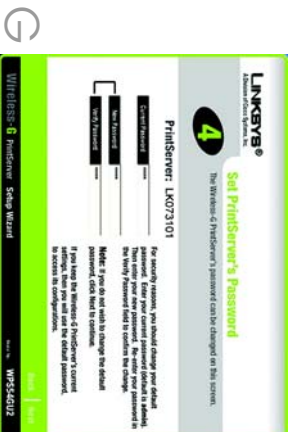 G
LINKSYS®
A Division of Cisco Systems, Inc.
4
Set PrintServer's Password
The Wireless-G PrintServer's password can be changed on this screen.
PrintServer: LK073101
Current Password
New Password
Verify Password
For security reasons, you should change your default
password. Enter your current password (default is admin).
Then enter your new password. Re-enter your password in
the Verify Password field to confirm the change.
Note: If you do not wish to change the default
password, click Next to continue.
If you keep the Wireless-G PrintServer's current
settings, then you will use the default password,
to access its configurations.
Back
Next
Wireless-G PrintServer Setup Wizard
Model No. WPS54GU2